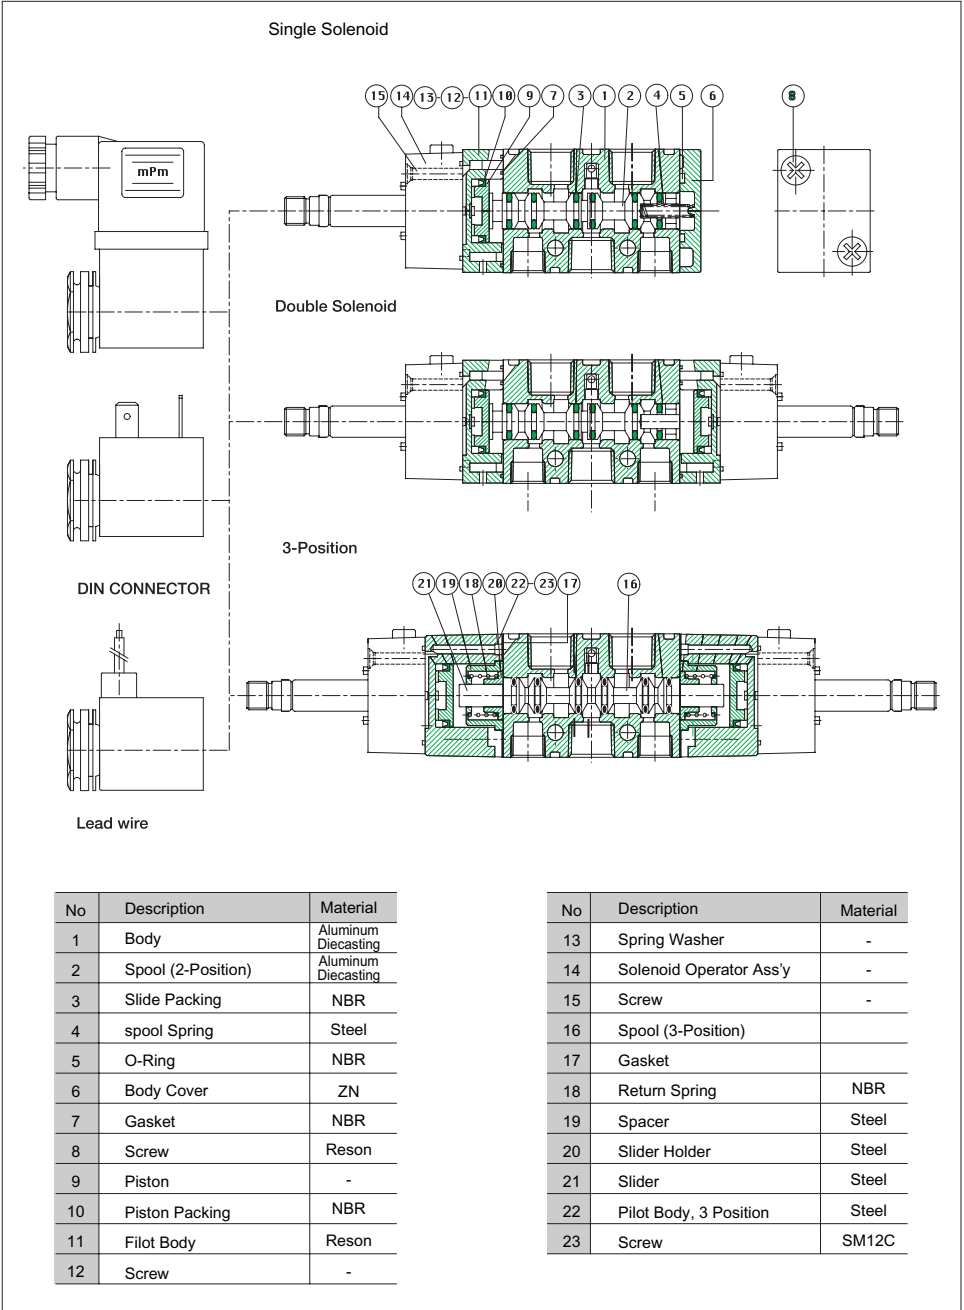 Single Solenoid
15 14 13 12 11 10 9 7 3 1 2 4 5 6 8
mPm
Double Solenoid
3-Position
21 19 18 20 22 23 17 16
DIN CONNECTOR
Lead wire
No Description Material
1 Body Aluminum Diecasting
2 Spool (2-Position) Aluminum Diecasting
3 Slide Packing NBR
4 spool Spring Steel
5 O-Ring NBR
6 Body Cover ZN
7 Gasket NBR
8 Screw Reson
9 Piston -
10 Piston Packing NBR
11 Filot Body Reson
12 Screw -
No Description Material
13 Spring Washer -
14 Solenoid Operator Ass'y -
15 Screw -
16 Spool (3-Position)
17 Gasket
18 Return Spring NBR
19 Spacer Steel
20 Slider Holder Steel
21 Slider Steel
22 Pilot Body, 3 Position Steel
23 Screw SM12C